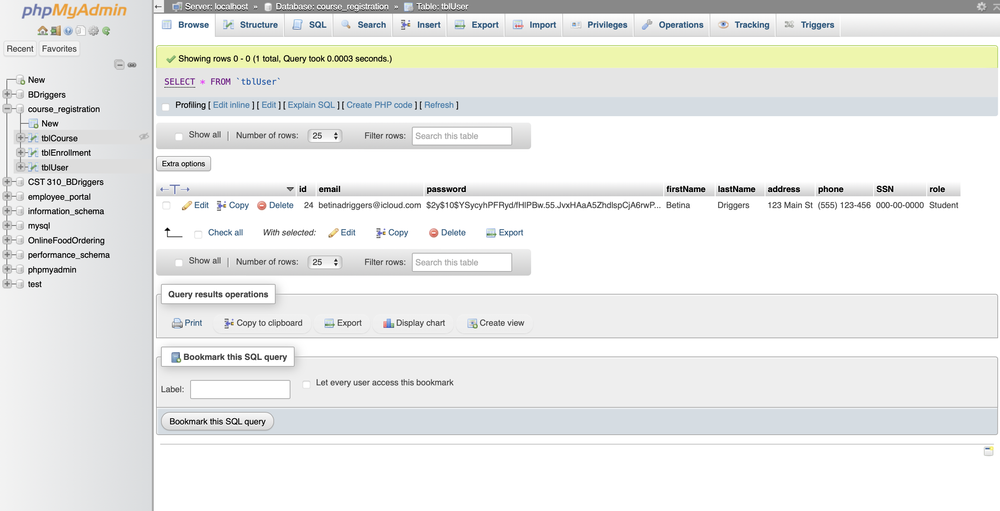 phpMyAdmin
Recent Favorites
New
BDriggers
course_registration
New
tblCourse
tblEnrollment
tblUser
CST 310_BDriggers
employee_portal
information_schema
mysql
OnlineFoodOrdering
performance_schema
phpmyadmin
test
Server: localhost » Database: course_registration » Table: tblUser
Browse Structure SQL Search Insert Export Import Privileges Operations Tracking Triggers
Showing rows 0 - 0 (1 total, Query took 0.0003 seconds.)
SELECT * FROM `tblUser`
Profiling [ Edit inline ] [ Edit ] [ Explain SQL ] [ Create PHP code ] [ Refresh ]
Show all | Number of rows: 25 Filter rows: Search this table
Extra options
←T→ id email password firstName lastName address phone SSN role
Edit Copy Delete 24 betinadriggers@icloud.com $2y$10$YSycyhPFRyd/fHlPBw.55.JvxHAaA5ZhdlspCjA6rwP... Betina Driggers 123 Main St (555) 123-456 000-00-0000 Student
Check all With selected: Edit Copy Delete Export
Show all | Number of rows: 25 Filter rows: Search this table
Query results operations
Print Copy to clipboard Export Display chart Create view
Bookmark this SQL query
Label: Let every user access this bookmark
Bookmark this SQL query